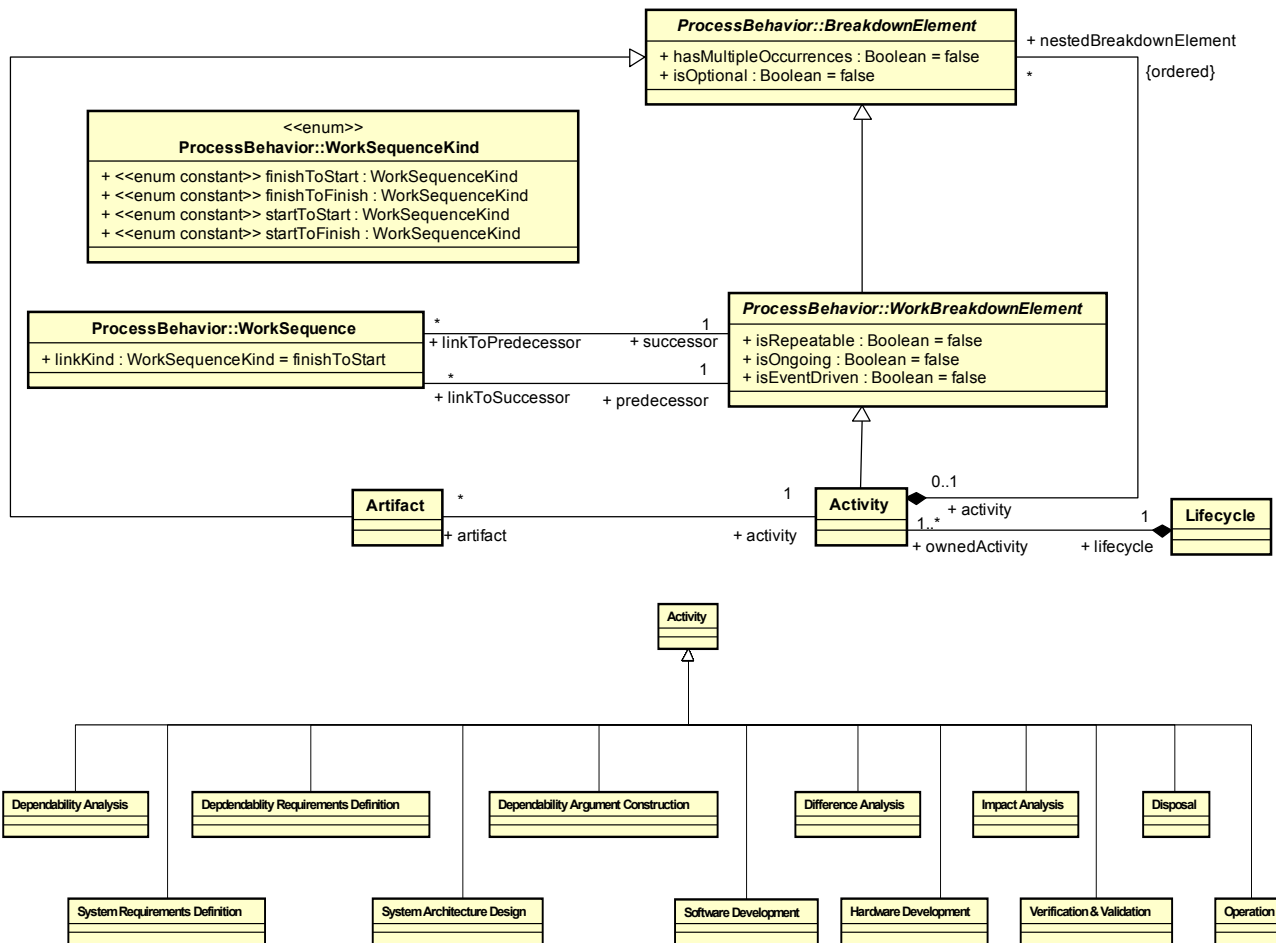 ProcessBehavior::BreakdownElement
+ hasMultipleOccurrences : Boolean = false
+ isOptional : Boolean = false
+ nestedBreakdownElement
*
{ordered}
<<enum>>
ProcessBehavior::WorkSequenceKind
+ <<enum constant>> finishToStart : WorkSequenceKind
+ <<enum constant>> finishToFinish : WorkSequenceKind
+ <<enum constant>> startToStart : WorkSequenceKind
+ <<enum constant>> startToFinish : WorkSequenceKind
ProcessBehavior::WorkSequence
+ linkKind : WorkSequenceKind = finishToStart
*
+ linkToPredecessor
1
+ successor
*
+ linkToSuccessor
1
+ predecessor
ProcessBehavior::WorkBreakdownElement
+ isRepeatable : Boolean = false
+ isOngoing : Boolean = false
+ isEventDriven : Boolean = false
Artifact
*
+ artifact
1
+ activity
Activity
0..1
+ activity
1..*
+ ownedActivity
1
+ lifecycle
Lifecycle
Activity
Dependability Analysis
Depdendablity Requirements Definition
Dependability Argument Construction
Difference Analysis
Impact Analysis
Disposal
System Requirements Definition
System Architecture Design
Software Development
Hardware Development
Verification & Validation
Operation